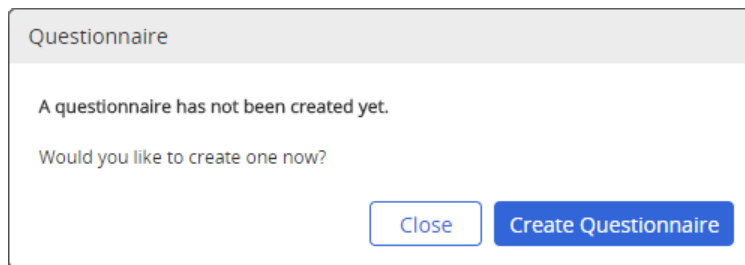 Questionnaire
A questionnaire has not been created yet.
Would you like to create one now?
Close
Create Questionnaire